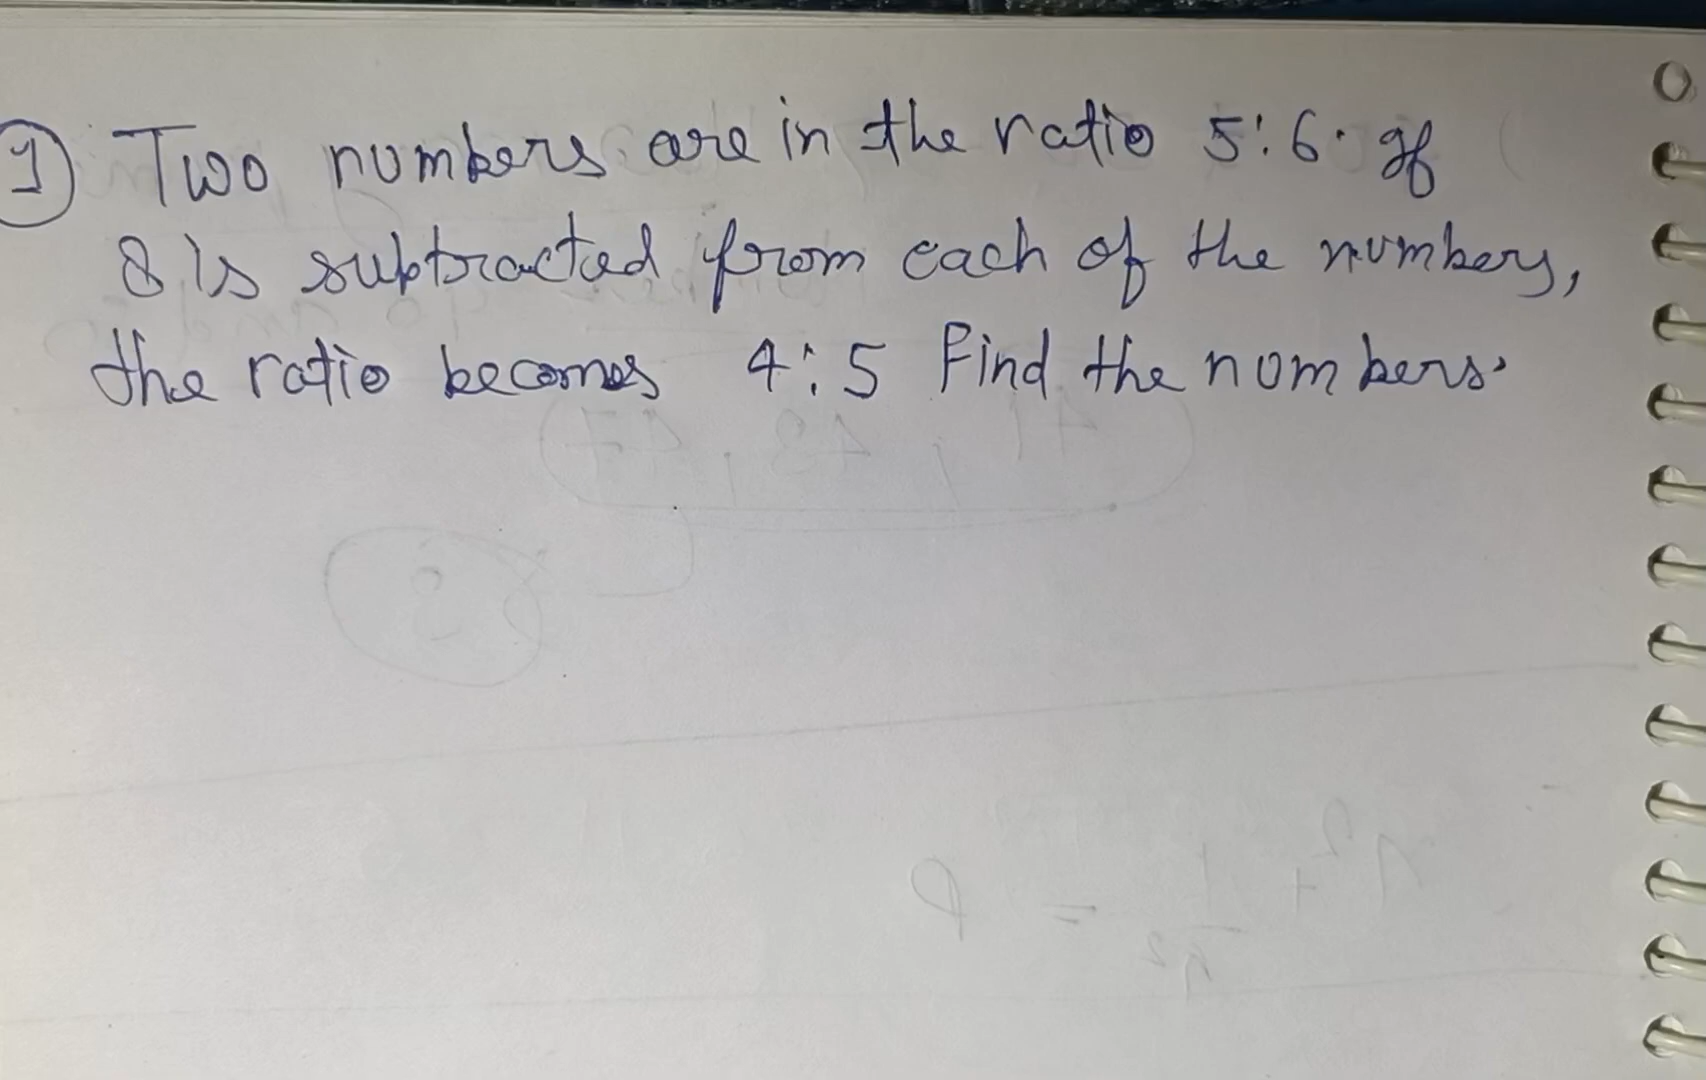 1) Two numbers are in the ratio 5:6. If
8 is subtracted from each of the numbers,
the ratio becomes 4:5 Find the numbers.